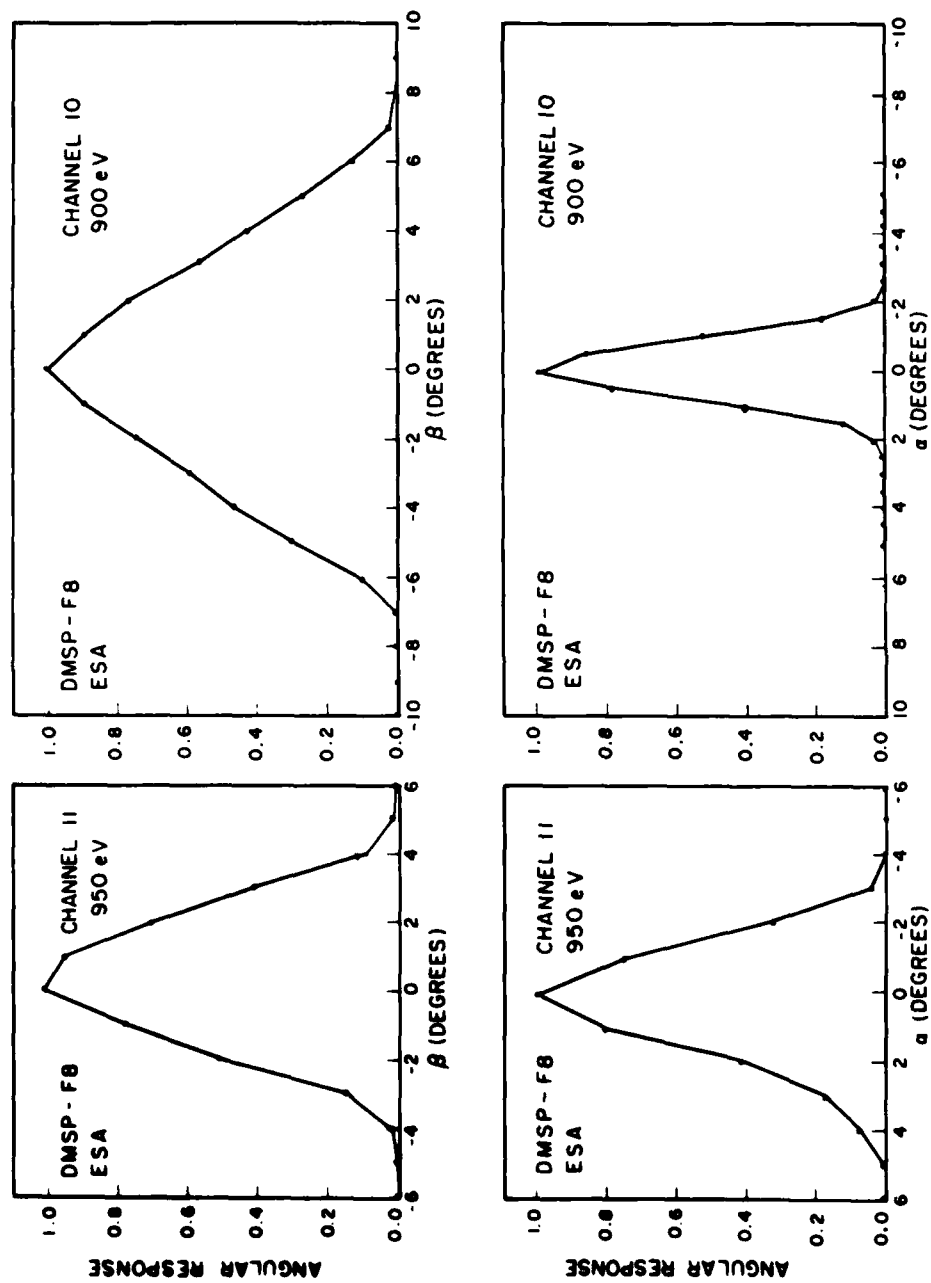 ANGULAR RESPONSE
1.0
0.8
0.6
0.4
0.2
0.0
DMSP-F8
ESA
CHANNEL 11
950 eV
-6 -4 -2 0 2 4 6
β (DEGREES)
1.0
0.8
0.6
0.4
0.2
0.0
DMSP-F8
ESA
CHANNEL 10
900 eV
-10 -8 -6 -4 -2 0 2 4 6 8 10
β (DEGREES)
ANGULAR RESPONSE
1.0
0.8
0.6
0.4
0.2
0.0
DMSP-F8
ESA
CHANNEL 11
950 eV
6 4 2 0 -2 -4 -6
α (DEGREES)
1.0
0.8
0.6
0.4
0.2
0.0
DMSP-F8
ESA
CHANNEL 10
900 eV
10 8 6 4 2 0 -2 -4 -6 -8 -10
α (DEGREES)